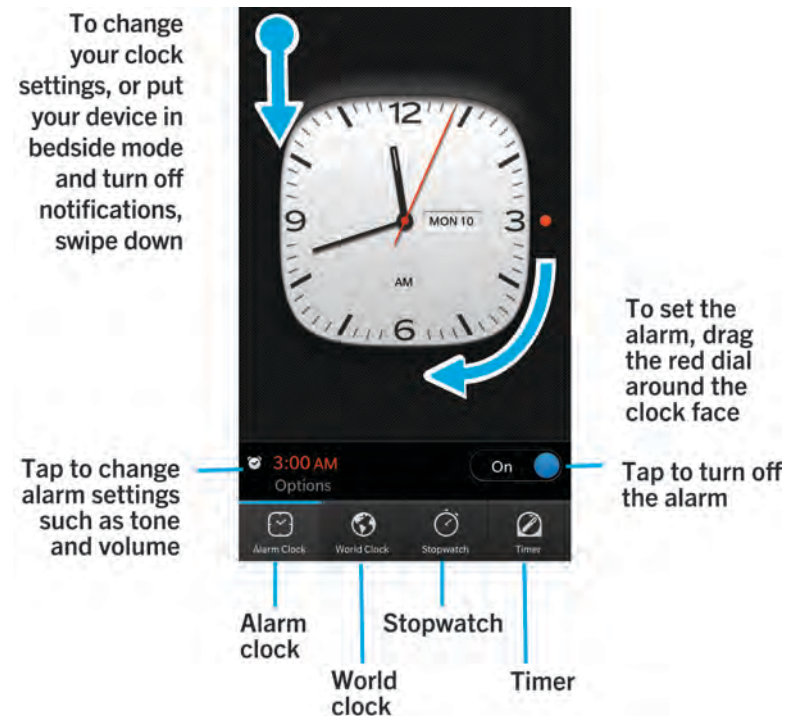 To change
your clock
settings, or put
your device in
bedside mode
and turn off
notifications,
swipe down
12
9
MON 10
3
AM
6
To set the
alarm, drag
the red dial
around the
clock face
3:00 AM
On
Options
Tap to change
alarm settings
such as tone
and volume
Tap to turn off
the alarm
Alarm Clock
World Clock
Stopwatch
Timer
Alarm
clock
Stopwatch
World
clock
Timer